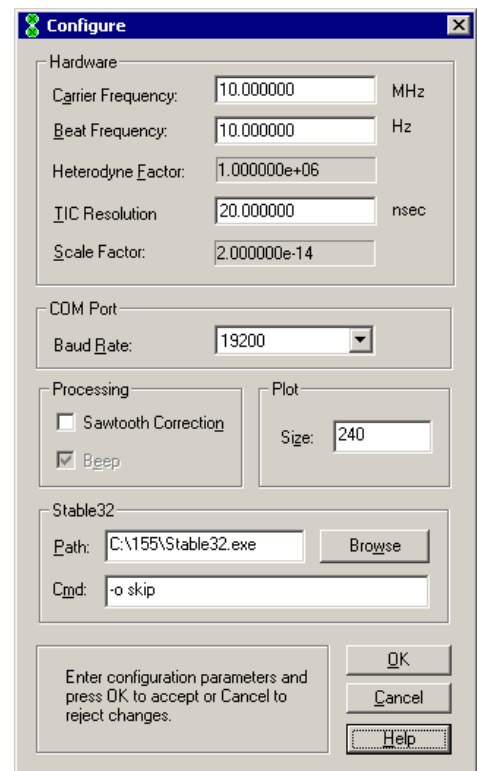 Configure
Hardware
Carrier Frequency: 10.000000 MHz
Beat Frequency: 10.000000 Hz
Heterodyne Factor: 1.000000e+06
TIC Resolution 20.000000 nsec
Scale Factor: 2.000000e-14
COM Port
Baud Rate: 19200
Processing Plot
Sawtooth Correction
Size: 240
Beep
Stable32
Path: C:\155\Stable32.exe Browse
Cmd: -o skip
OK
Enter configuration parameters and
press OK to accept or Cancel to
reject changes.
Cancel
Help